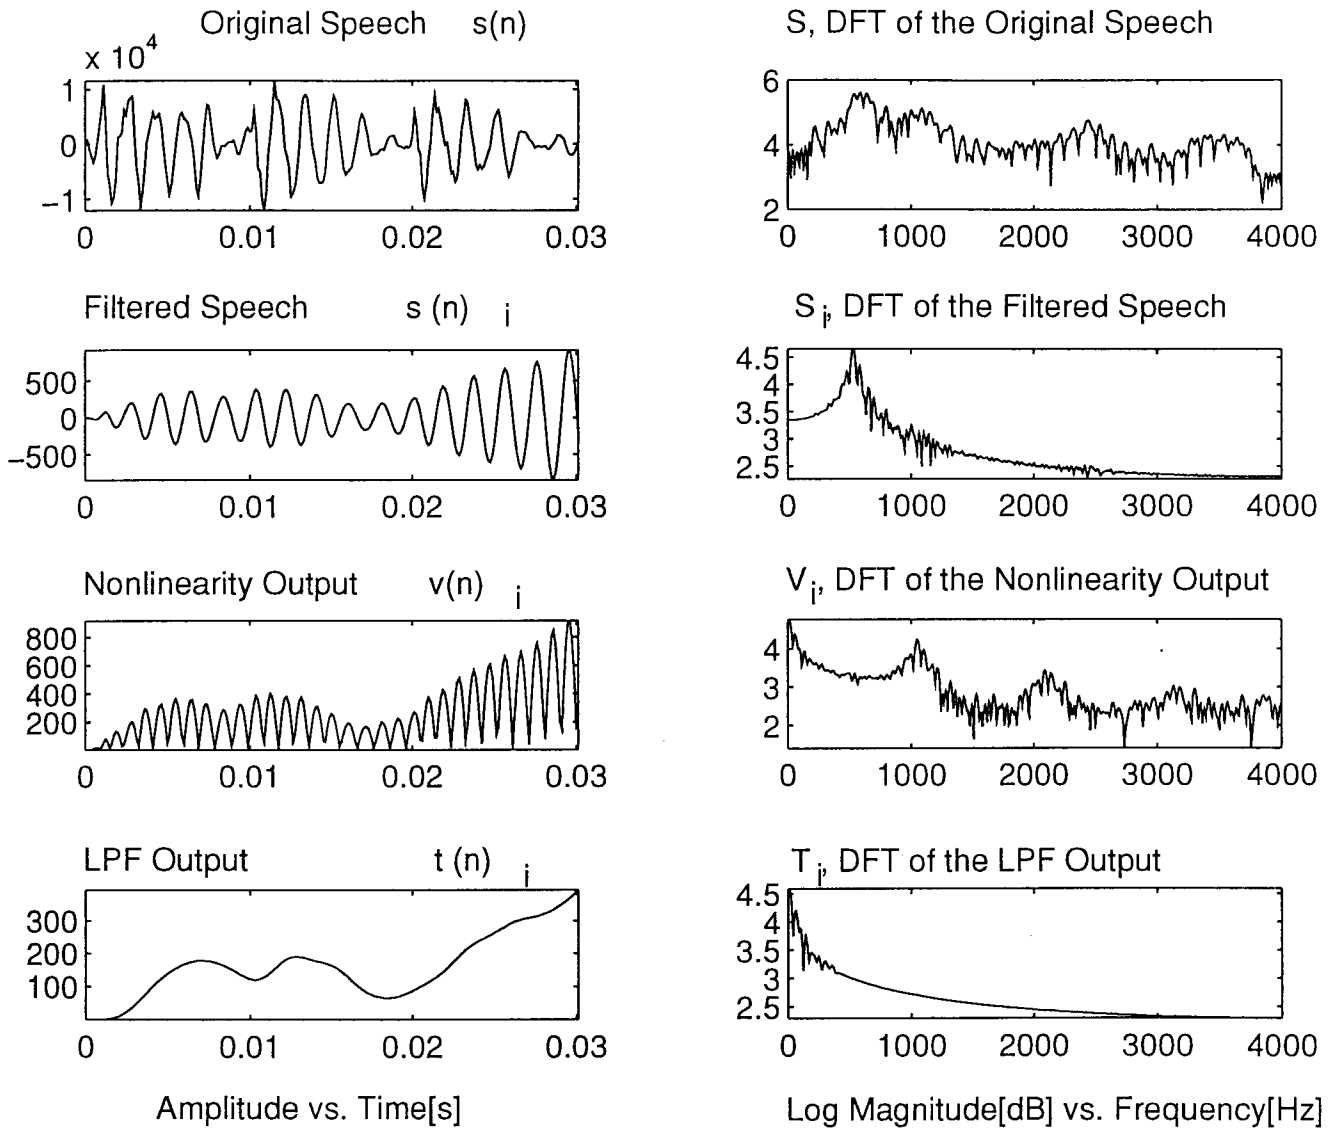 Original Speech s(n)
x 10^4
1
0
−1
0 0.01 0.02 0.03
S, DFT of the Original Speech
6
4
2
0 1000 2000 3000 4000
Filtered Speech s (n) i
500
0
−500
0 0.01 0.02 0.03
S i, DFT of the Filtered Speech
4.5
4
3.5
3
2.5
0 1000 2000 3000 4000
Nonlinearity Output v(n) i
800
600
400
200
0 0.01 0.02 0.03
V i, DFT of the Nonlinearity Output
4
3
2
0 1000 2000 3000 4000
LPF Output t (n) i
300
200
100
0 0.01 0.02 0.03
T i, DFT of the LPF Output
4.5
4
3.5
3
2.5
0 1000 2000 3000 4000
Amplitude vs. Time[s]
Log Magnitude[dB] vs. Frequency[Hz]